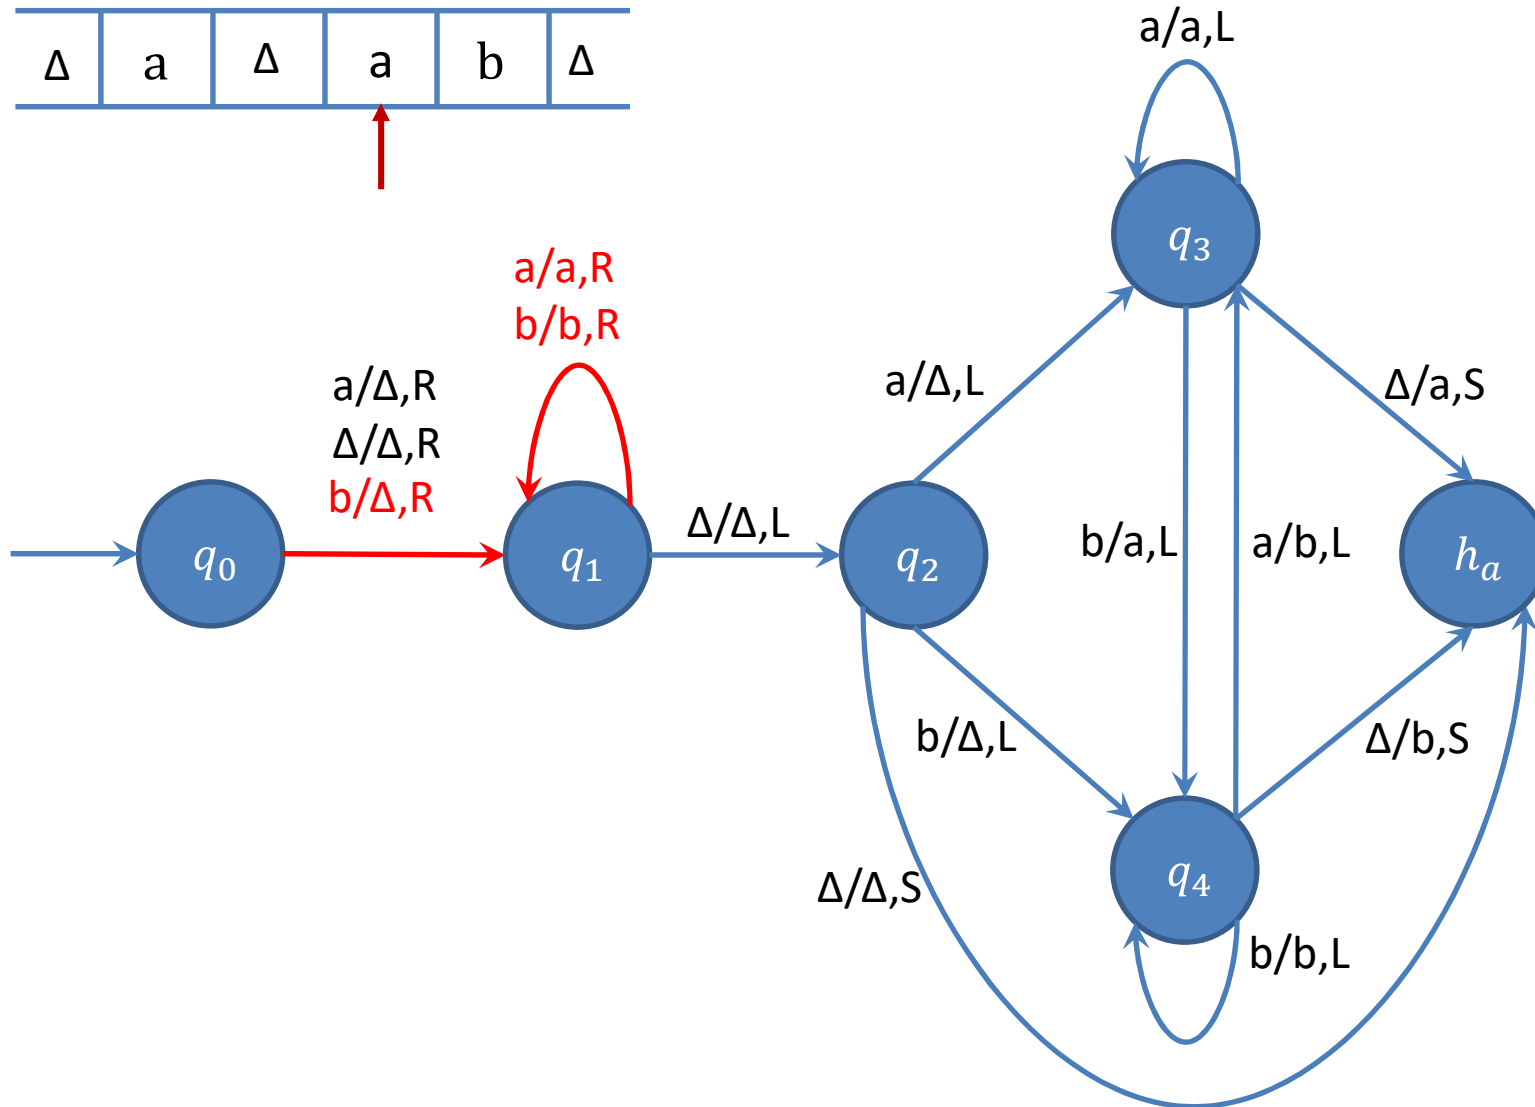 Δ a Δ a b Δ
a/a,L
q₃
a/a,R
b/b,R
a/Δ,R
Δ/Δ,R
b/Δ,R
a/Δ,L
Δ/a,S
q₀
q₁
Δ/Δ,L
q₂
b/a,L
a/b,L
hₐ
b/Δ,L
Δ/b,S
Δ/Δ,S
q₄
b/b,L